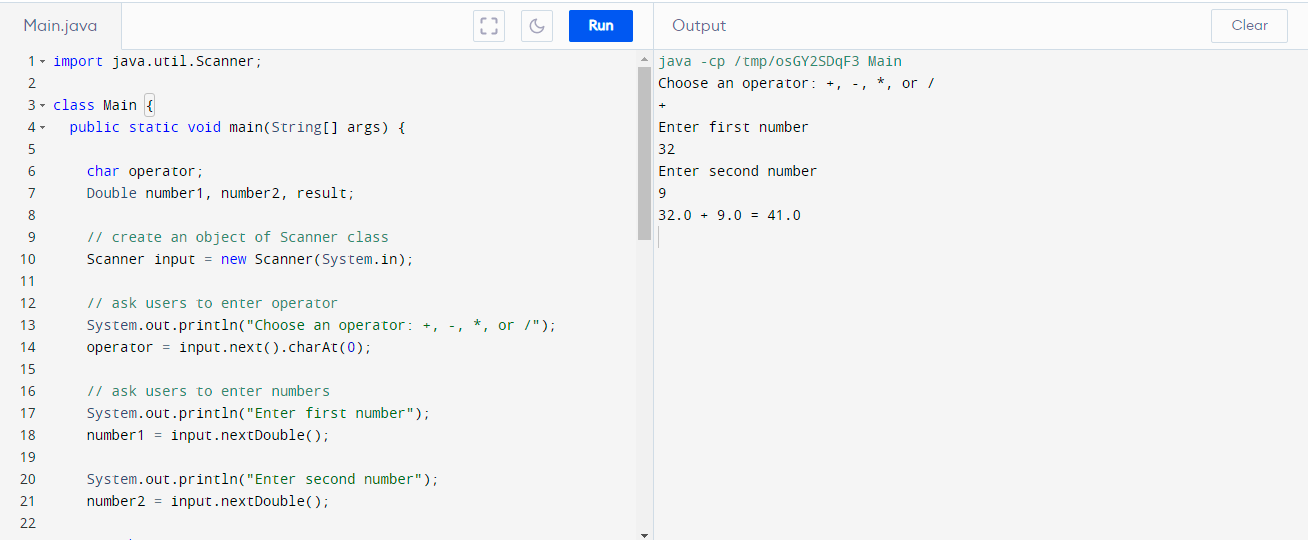 Main.java
Run
Output
Clear
1 import java.util.Scanner;
2
3 class Main {
4 public static void main(String[] args) {
5
6 char operator;
7 Double number1, number2, result;
8
9 // create an object of Scanner class
10 Scanner input = new Scanner(System.in);
11
12 // ask users to enter operator
13 System.out.println("Choose an operator: +, -, *, or /");
14 operator = input.next().charAt(0);
15
16 // ask users to enter numbers
17 System.out.println("Enter first number");
18 number1 = input.nextDouble();
19
20 System.out.println("Enter second number");
21 number2 = input.nextDouble();
22
java -cp /tmp/osGY2SDqF3 Main
Choose an operator: +, -, *, or /
+
Enter first number
32
Enter second number
9
32.0 + 9.0 = 41.0